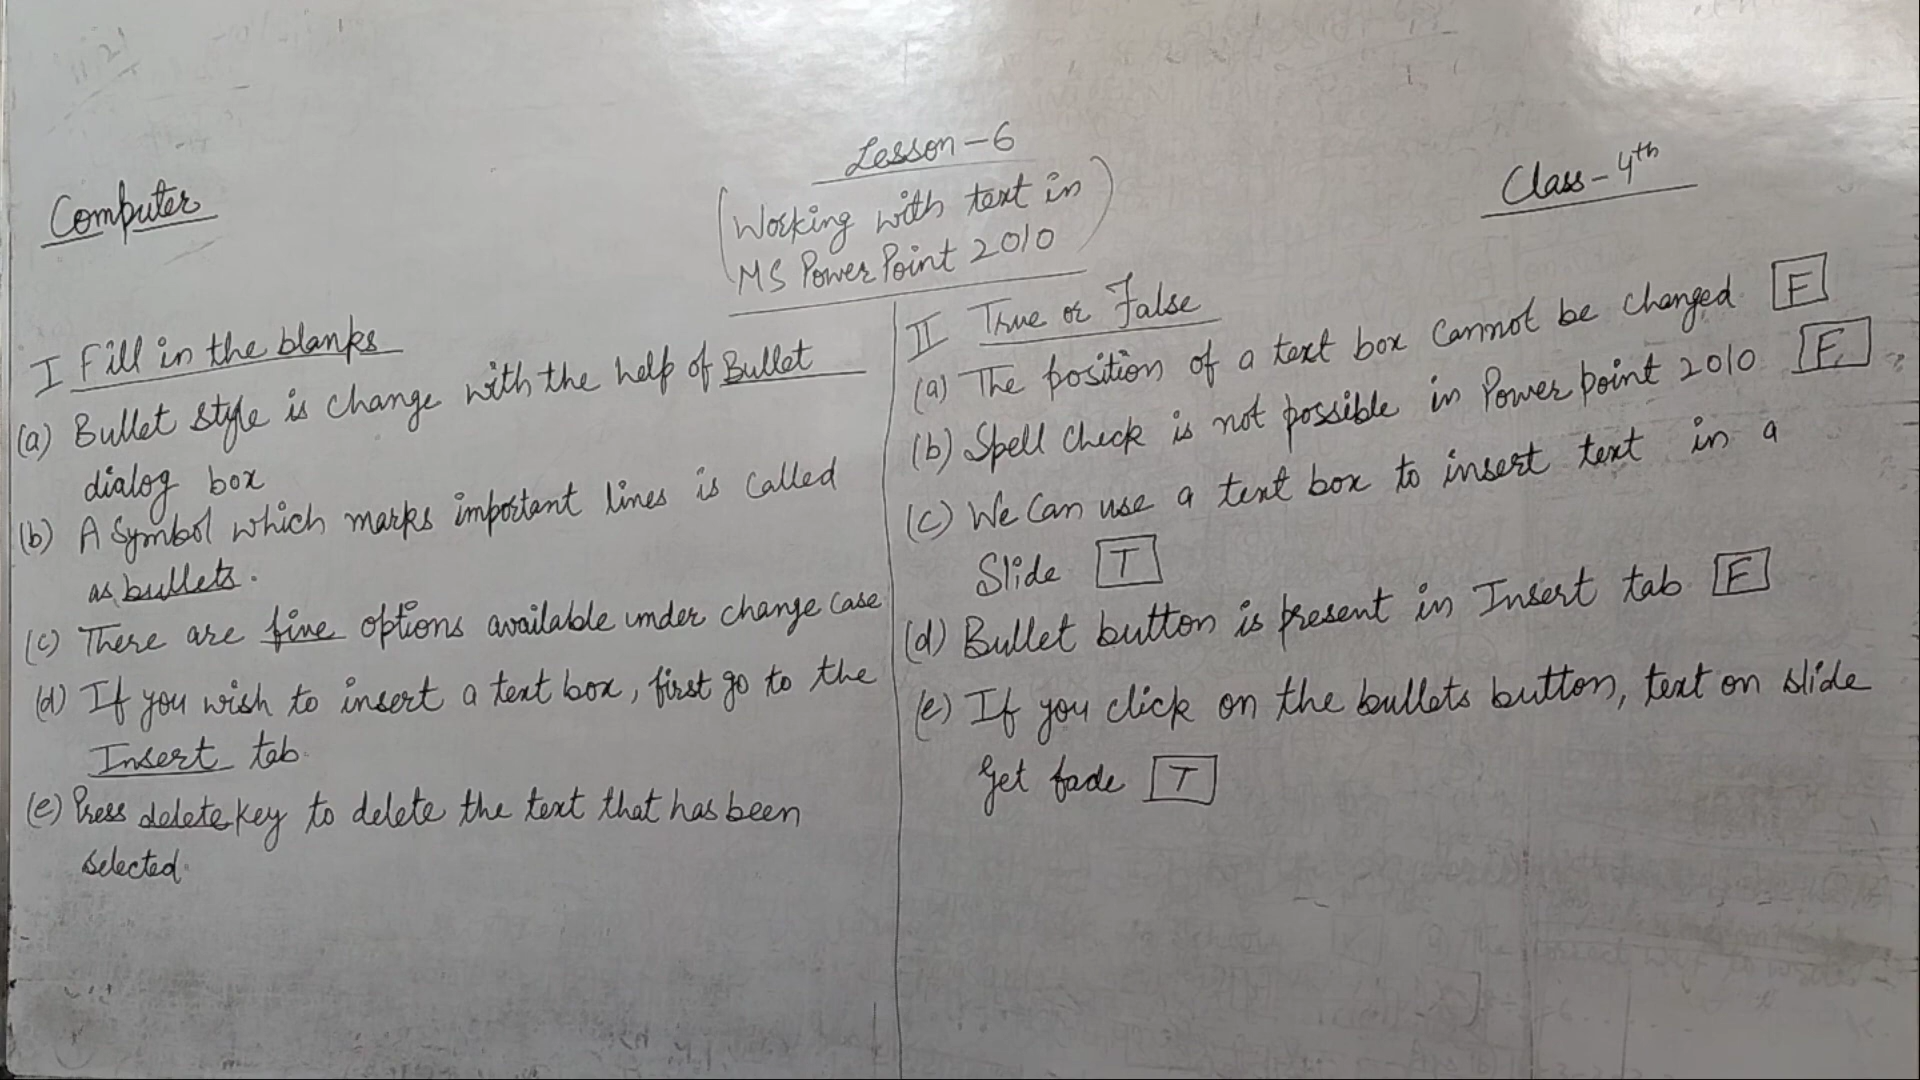 Computer
Lesson-6
(Working with text in
MS PowerPoint 2010)
Class-4th
I Fill in the blanks
(a) Bullet style is change with the help of Bullet
dialog box
(b) A Symbol which marks important lines is called
as bullets.
(c) There are five options available under change case
(d) If you wish to insert a text box, first go to the
Insert tab.
(e) Press delete key to delete the text that has been
selected.
II True or False
(a) The position of a text box cannot be changed F
(b) Spell check is not possible in Power point 2010 F
(c) We can use a text box to insert text in a
Slide T
(d) Bullet button is present in Insert tab F
(e) If you click on the bullets button, text on slide
get fade T